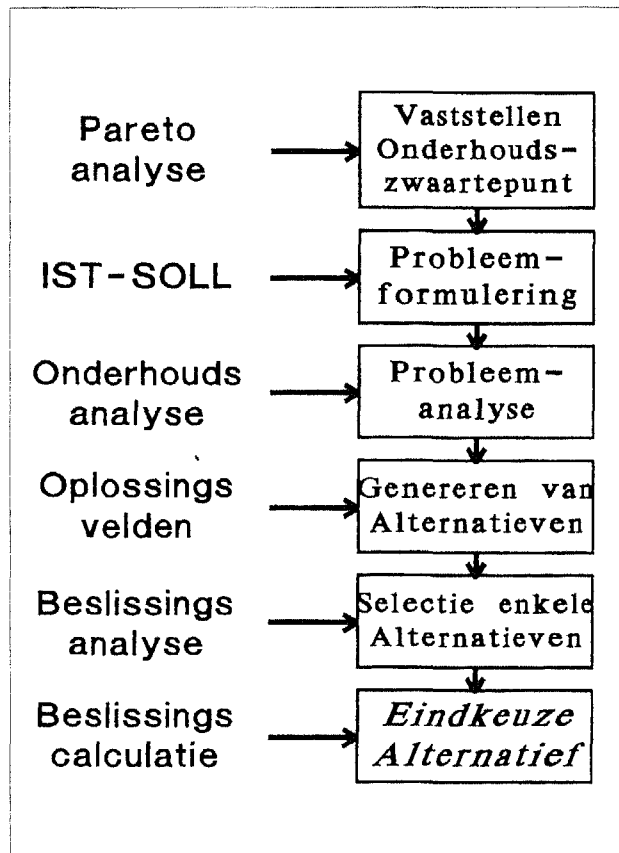 Pareto
analyse
Vaststellen
Onderhouds-
zwaartepunt
IST-SOLL
Probleem-
formulering
Onderhouds
analyse
Probleem-
analyse
Oplossings
velden
Genereren van
Alternatieven
Beslissings
analyse
Selectie enkele
Alternatieven
Beslissings
calculatie
Eindkeuze
Alternatief